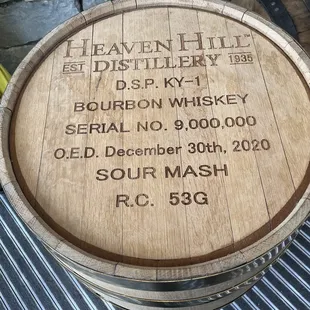 HEAVEN HILL
EST DISTILLERY 1935
D.S.P. KY-1
BOURBON WHISKEY
SERIAL NO. 9,000,000
O.E.D. December 30th, 2020
SOUR MASH
R.C. 53G